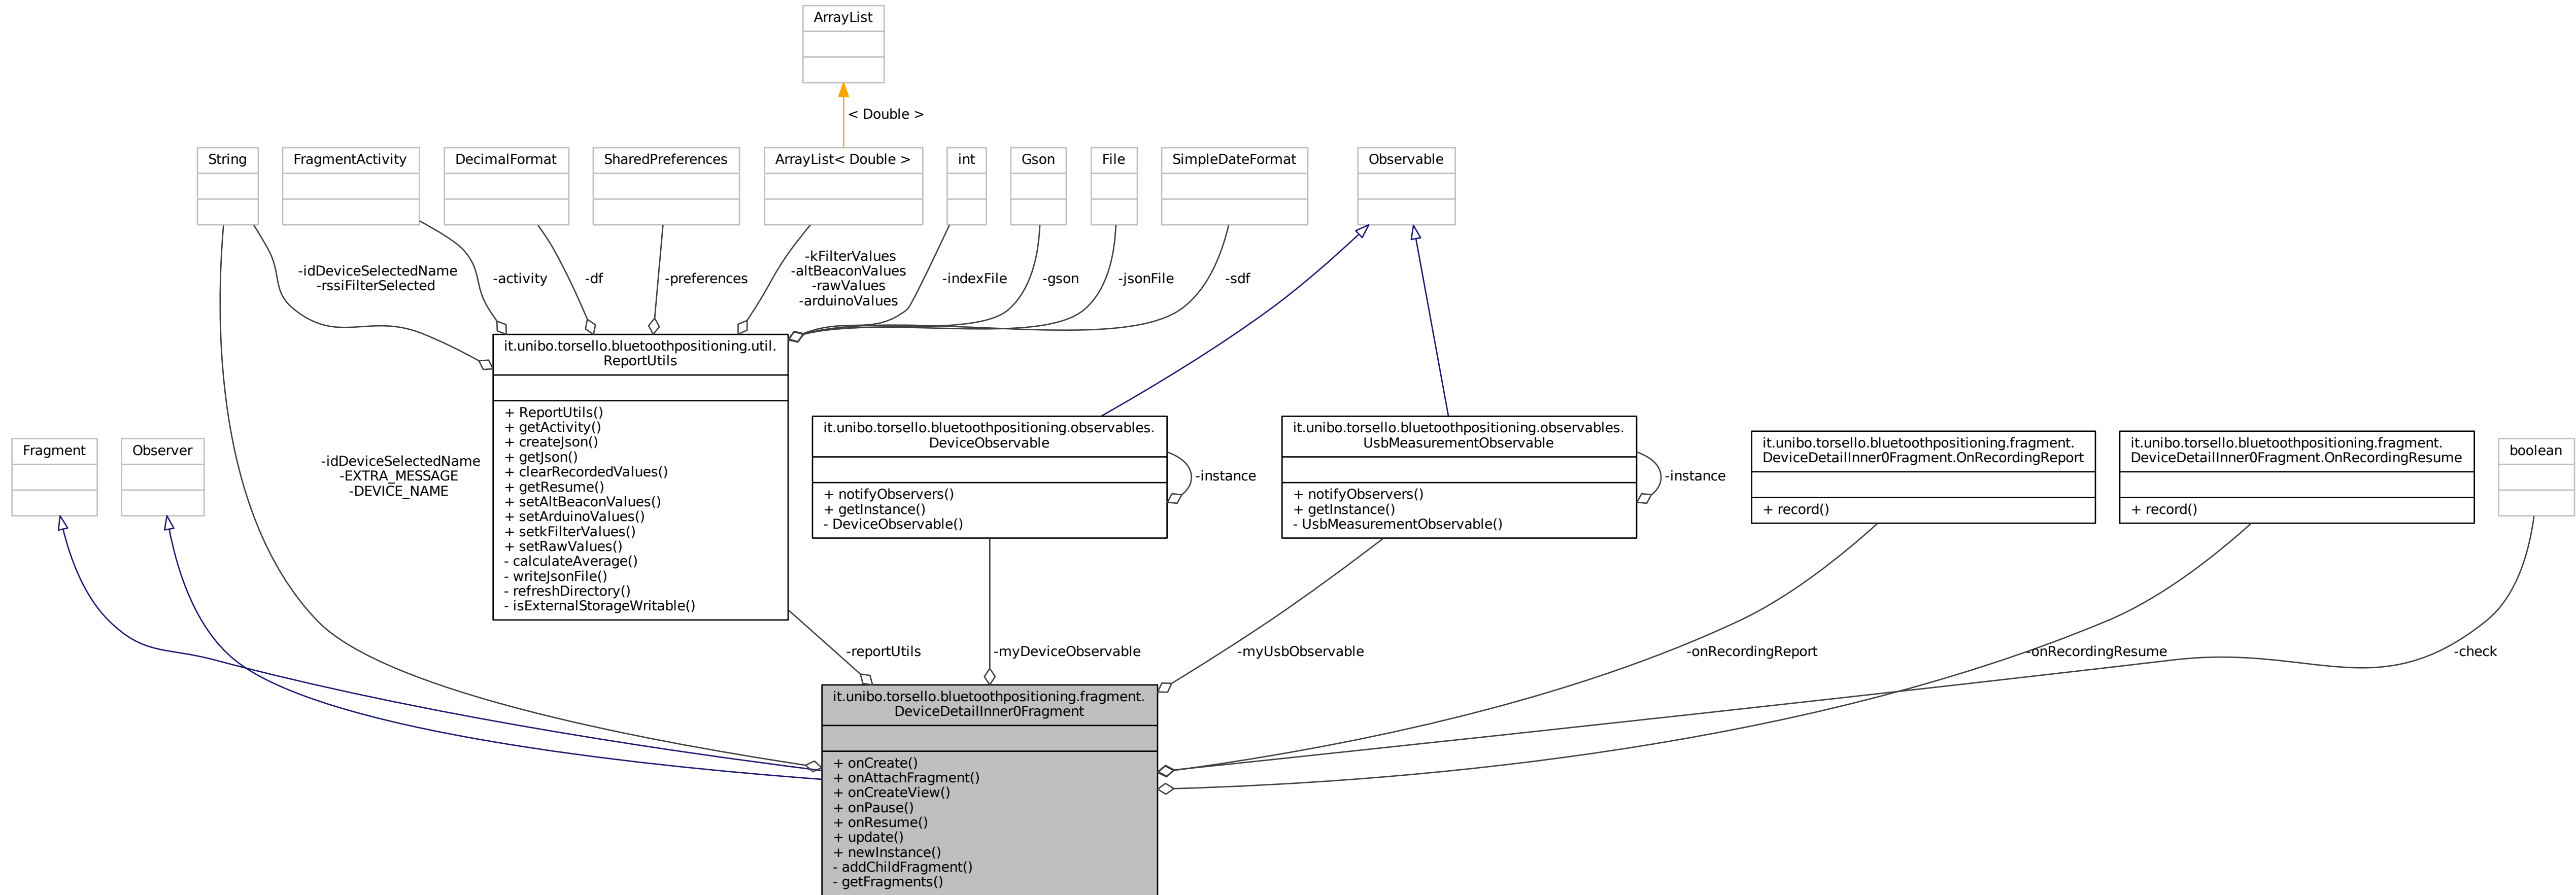 ArrayList
< Double >
String
FragmentActivity
DecimalFormat
SharedPreferences
ArrayList< Double >
int
Gson
File
SimpleDateFormat
Observable
-idDeviceSelectedName
-rssiFilterSelected
-activity
-df
-preferences
-kFilterValues
-altBeaconValues
-rawValues
-arduinoValues
-indexFile
-gson
-jsonFile
-sdf
it.unibo.torsello.bluetoothpositioning.util.
ReportUtils
+ ReportUtils()
+ getActivity()
+ createJson()
+ getJson()
+ clearRecordedValues()
+ getResume()
+ setAltBeaconValues()
+ setArduinoValues()
+ setkFilterValues()
+ setRawValues()
- calculateAverage()
- writeJsonFile()
- refreshDirectory()
- isExternalStorageWritable()
it.unibo.torsello.bluetoothpositioning.observables.
DeviceObservable
+ notifyObservers()
+ getInstance()
- DeviceObservable()
-instance
it.unibo.torsello.bluetoothpositioning.observables.
UsbMeasurementObservable
+ notifyObservers()
+ getInstance()
- UsbMeasurementObservable()
-instance
it.unibo.torsello.bluetoothpositioning.fragment.
DeviceDetailInner0Fragment.OnRecordingReport
+ record()
it.unibo.torsello.bluetoothpositioning.fragment.
DeviceDetailInner0Fragment.OnRecordingResume
+ record()
boolean
Fragment
Observer
-idDeviceSelectedName
-EXTRA_MESSAGE
-DEVICE_NAME
-reportUtils
-myDeviceObservable
-myUsbObservable
-onRecordingReport
-onRecordingResume
-check
it.unibo.torsello.bluetoothpositioning.fragment.
DeviceDetailInner0Fragment
+ onCreate()
+ onAttachFragment()
+ onCreateView()
+ onPause()
+ onResume()
+ update()
+ newInstance()
- addChildFragment()
- getFragments()